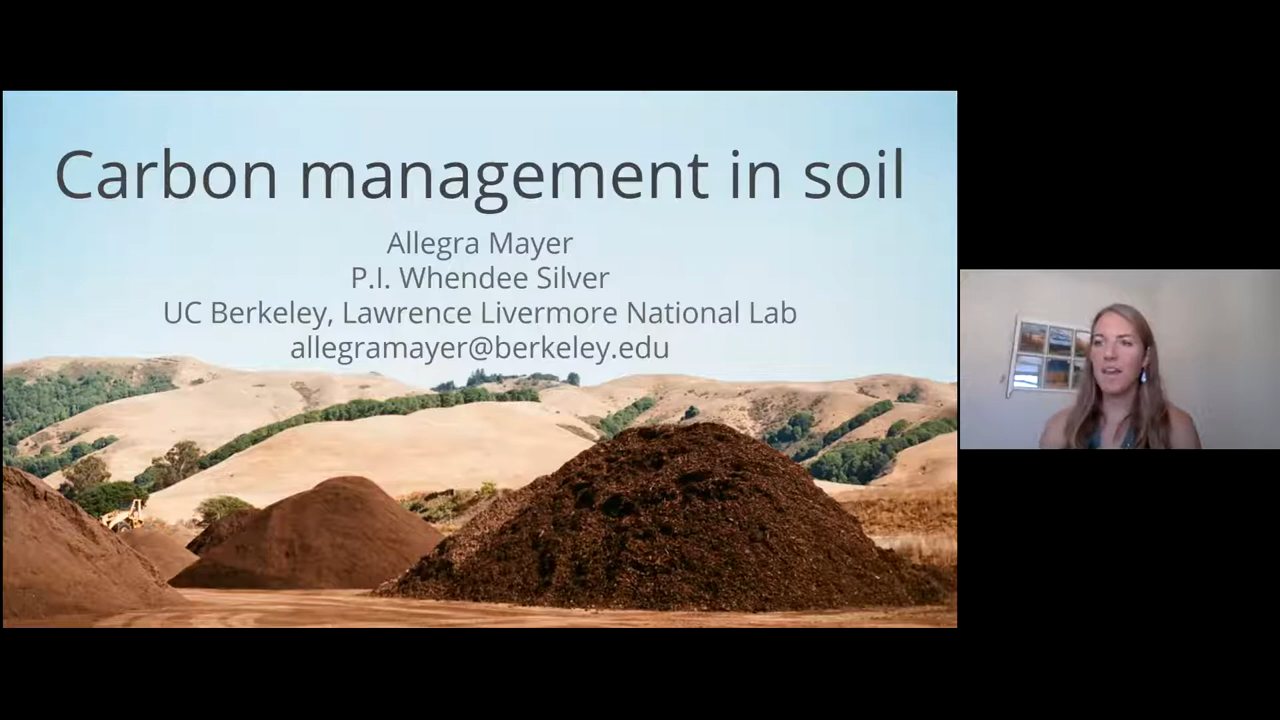 Carbon management in soil
Allegra Mayer
P.I. Whendee Silver
UC Berkeley, Lawrence Livermore National Lab
allegramayer@berkeley.edu